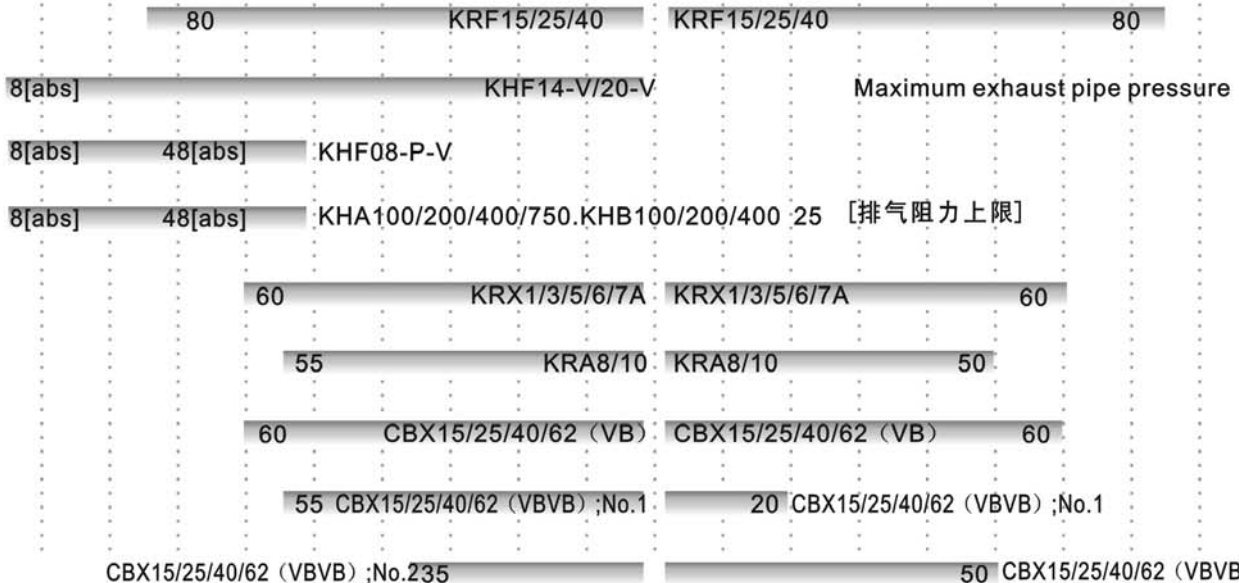 80 KRF15/25/40 KRF15/25/40 80
8[abs] KHF14-V/20-V Maximum exhaust pipe pressure
8[abs] 48[abs] KHF08-P-V
8[abs] 48[abs] KHA100/200/400/750.KHB100/200/400 25 [排气阻力上限]
60 KRX1/3/5/6/7A KRX1/3/5/6/7A 60
55 KRA8/10 KRA8/10 50
60 CBX15/25/40/62（VB） CBX15/25/40/62（VB） 60
55 CBX15/25/40/62（VBVB）;No.1 20 CBX15/25/40/62（VBVB）;No.1
CBX15/25/40/62（VBVB）;No.235 50 CBX15/25/40/62（VBVB